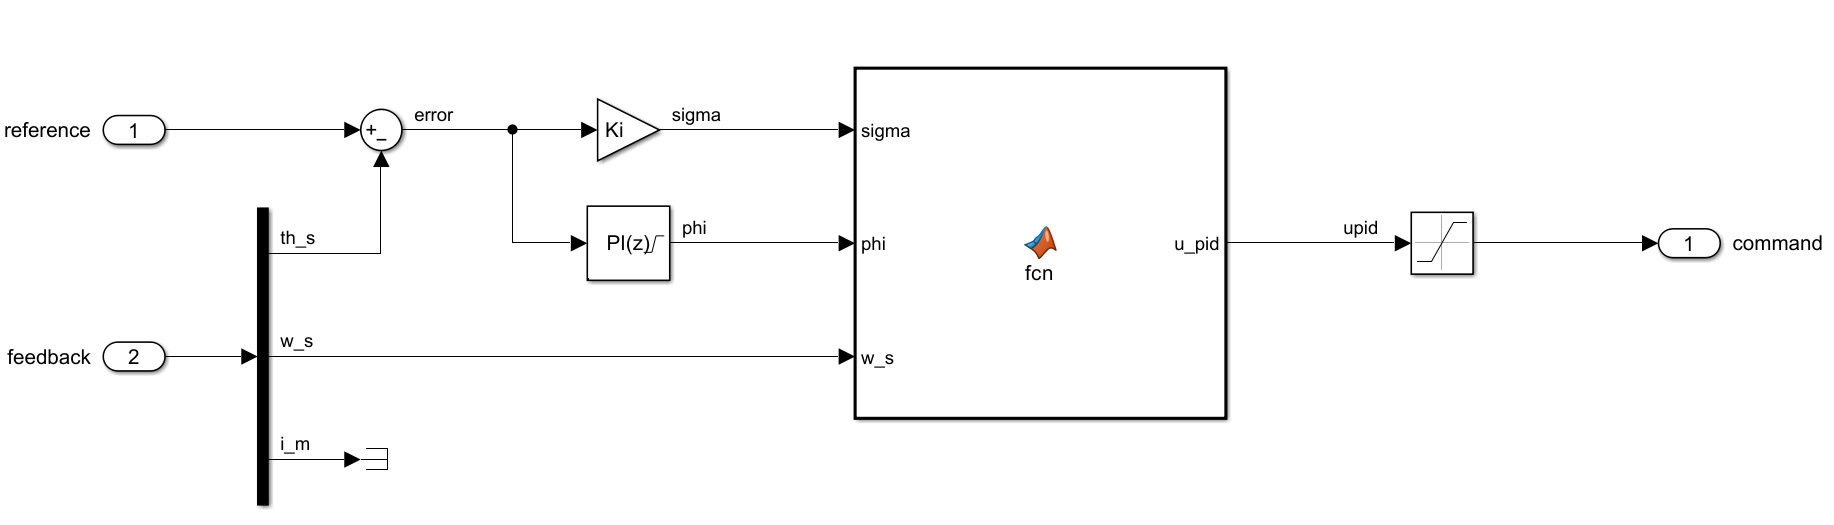 reference
1
+
−
error
Ki
sigma
sigma
th_s
PI(z)
phi
phi
fcn
u_pid
upid
1
command
feedback
2
w_s
w_s
i_m